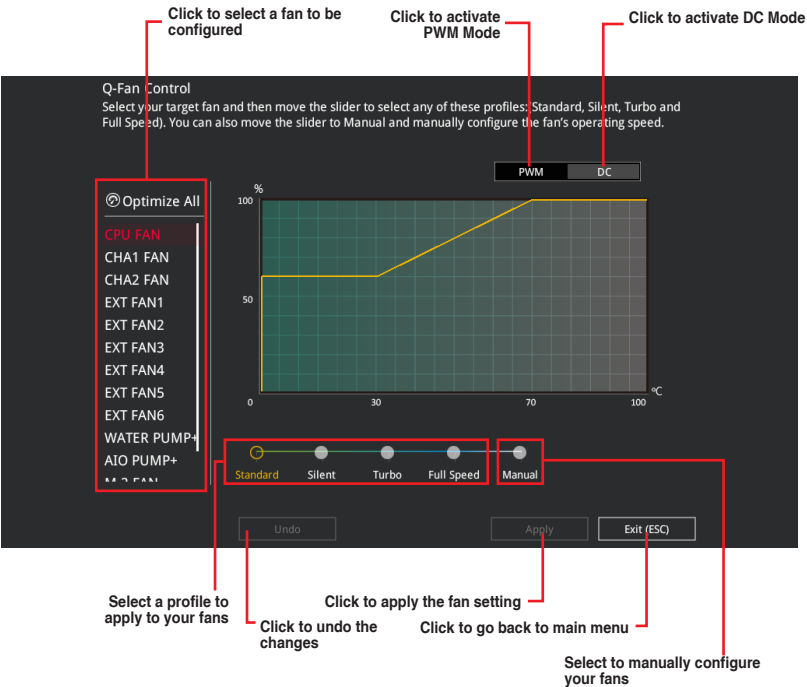 Click to select a fan to be
configured
Click to activate
PWM Mode
Click to activate DC Mode
Q-Fan Control
Select your target fan and then move the slider to select any of these profiles:(Standard, Silent, Turbo and
Full Speed). You can also move the slider to Manual and manually configure the fan's operating speed.
PWM
DC
Optimize All
CPU FAN
CHA1 FAN
CHA2 FAN
EXT FAN1
EXT FAN2
EXT FAN3
EXT FAN4
EXT FAN5
EXT FAN6
WATER PUMP+
AIO PUMP+
M.2 FAN
%
100
50
0
30
70
100
ºC
Standard
Silent
Turbo
Full Speed
Manual
Undo
Apply
Exit (ESC)
Select a profile to
apply to your fans
Click to undo the
changes
Click to apply the fan setting
Click to go back to main menu
Select to manually configure
your fans